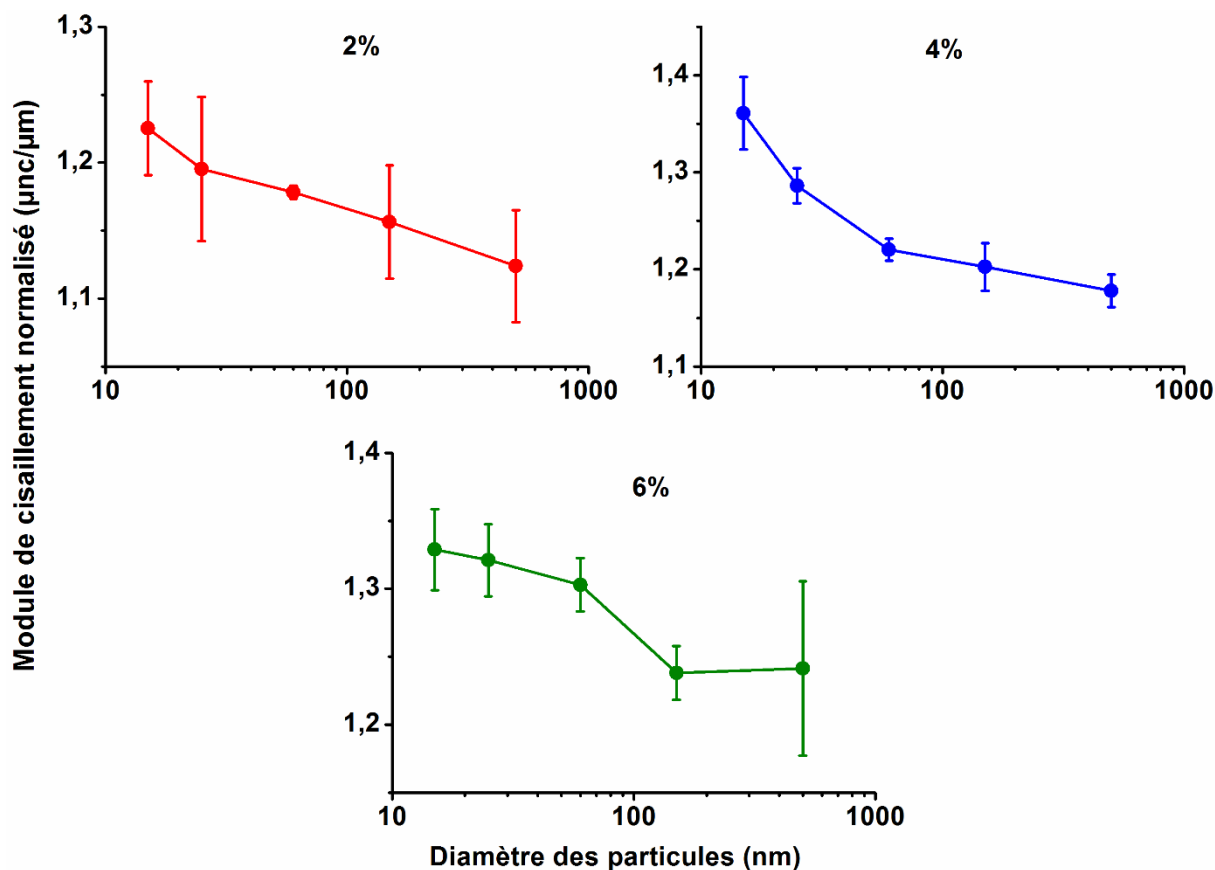 Module de cisaillement normalisé (µnc/µm)
2%
1,3
1,2
1,1
10 100 1000
4%
1,4
1,3
1,2
1,1
10 100 1000
6%
1,4
1,3
1,2
10 100 1000
Diamètre des particules (nm)